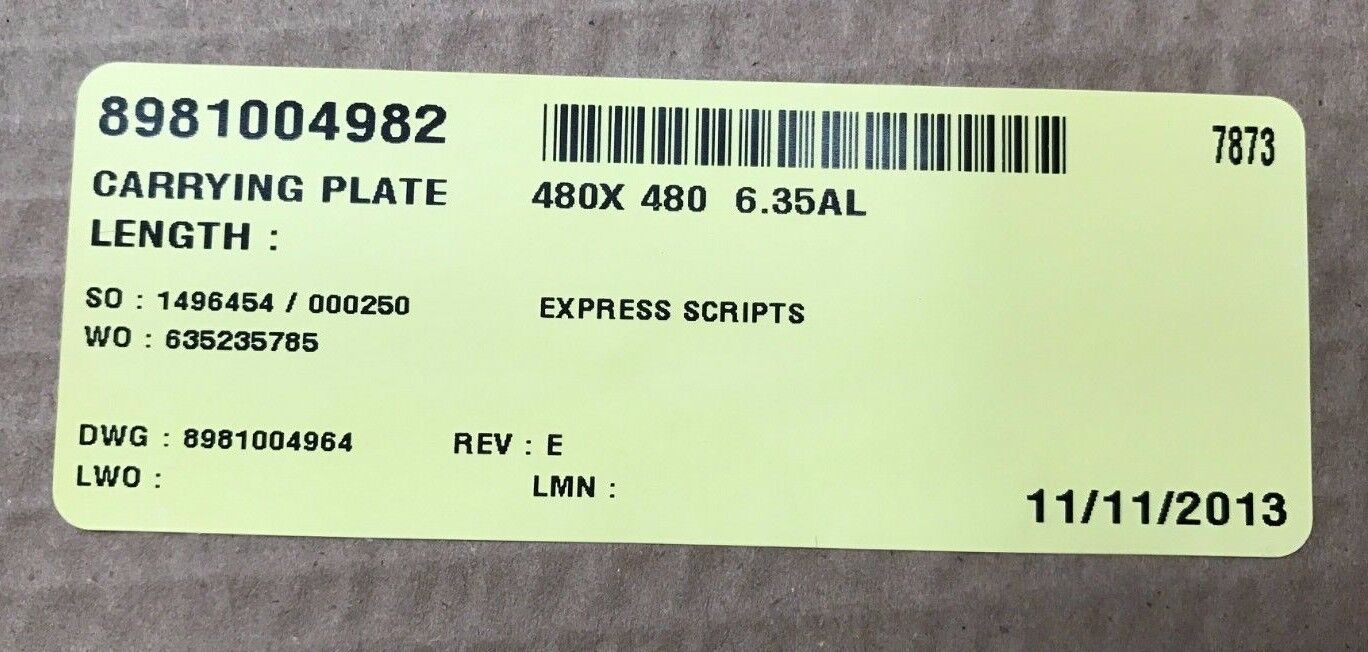 8981004982 7873
CARRYING PLATE 480X 480 6.35AL
LENGTH :
SO : 1496454 / 000250 EXPRESS SCRIPTS
WO : 635235785
DWG : 8981004964 REV : E
LWO : LMN :
11/11/2013